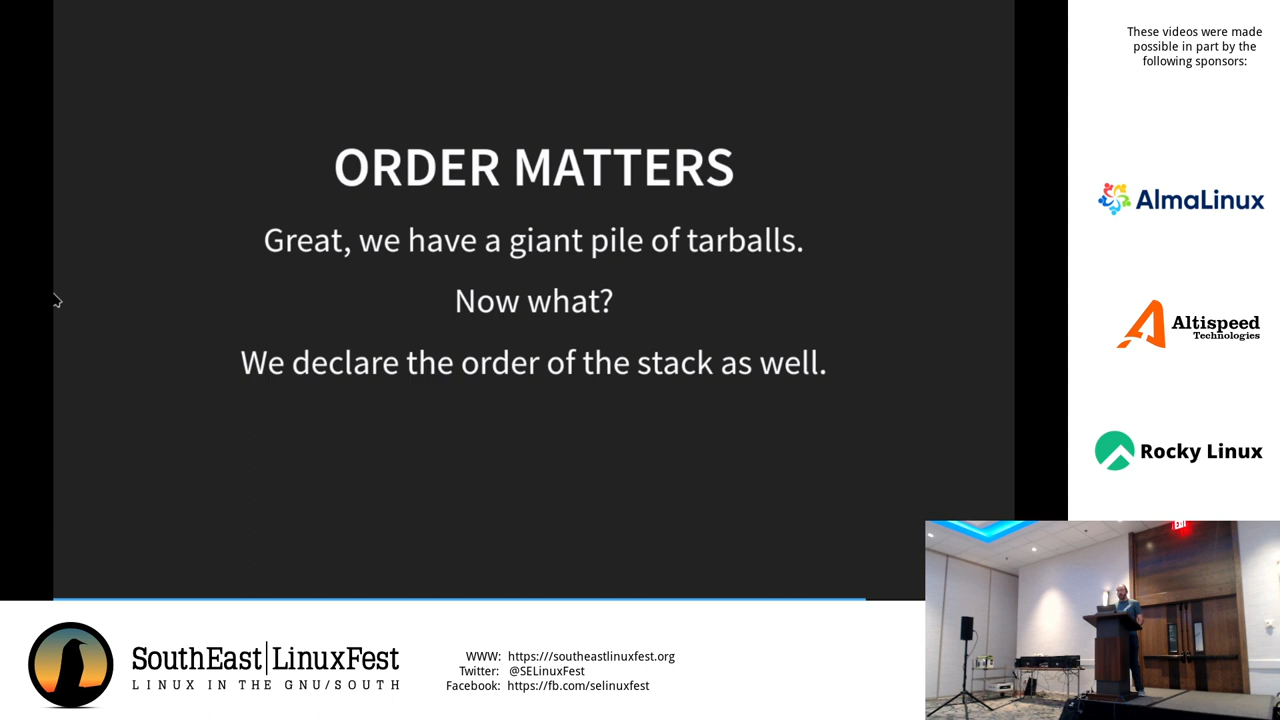 ORDER MATTERS
Great, we have a giant pile of tarballs.
Now what?
We declare the order of the stack as well.
These videos were made
possible in part by the
following sponsors:
AlmaLinux
Altispeed
Technologies
Rocky Linux
EXIT
SouthEast LinuxFest
LINUX IN THE GNU/SOUTH
WWW: https:///southeastlinuxfest.org
Twitter: @SELinuxFest
Facebook: https://fb.com/selinuxfest